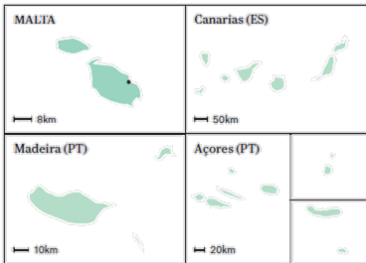 MALTA
8km
Canarias (ES)
50km
Madeira (PT)
10km
Açores (PT)
20km